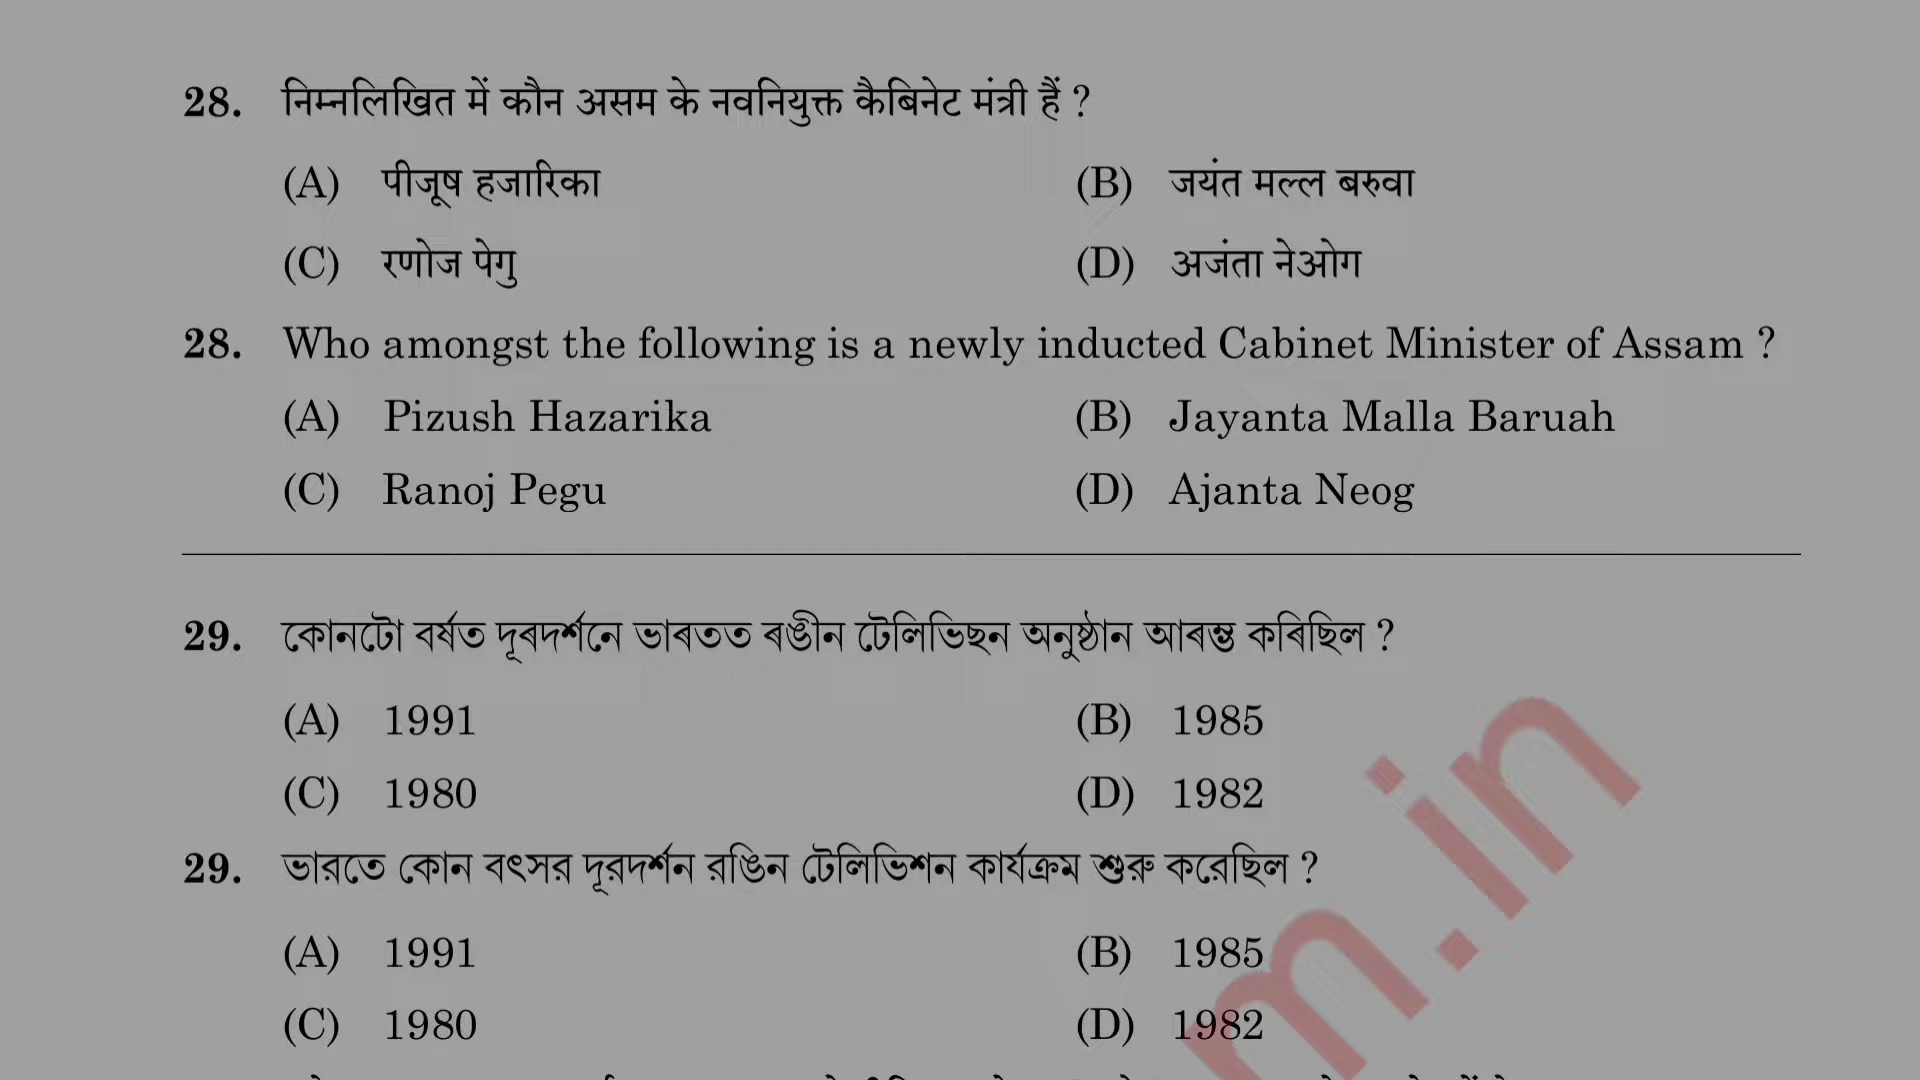 28. निम्नलिखित में कौन असम के नवनियुक्त कैबिनेट मंत्री हैं ?
(A) पीजूष हजारिका (B) जयंत मल्ल बरुवा
(C) रणोज पेगु (D) अजंता नेओग
28. Who amongst the following is a newly inducted Cabinet Minister of Assam ?
(A) Pizush Hazarika (B) Jayanta Malla Baruah
(C) Ranoj Pegu (D) Ajanta Neog
29. কোনটো বৰ্ষত দূৰদৰ্শনে ভাৰতত ৰঙীন টেলিভিছন অনুষ্ঠান আৰম্ভ কৰিছিল ?
(A) 1991 (B) 1985
(C) 1980 (D) 1982
29. ভারতে কোন বৎসর দূরদর্শন রঙিন টেলিভিশন কার্যক্রম শুরু করেছিল ?
(A) 1991 (B) 1985
(C) 1980 (D) 1982
m.in